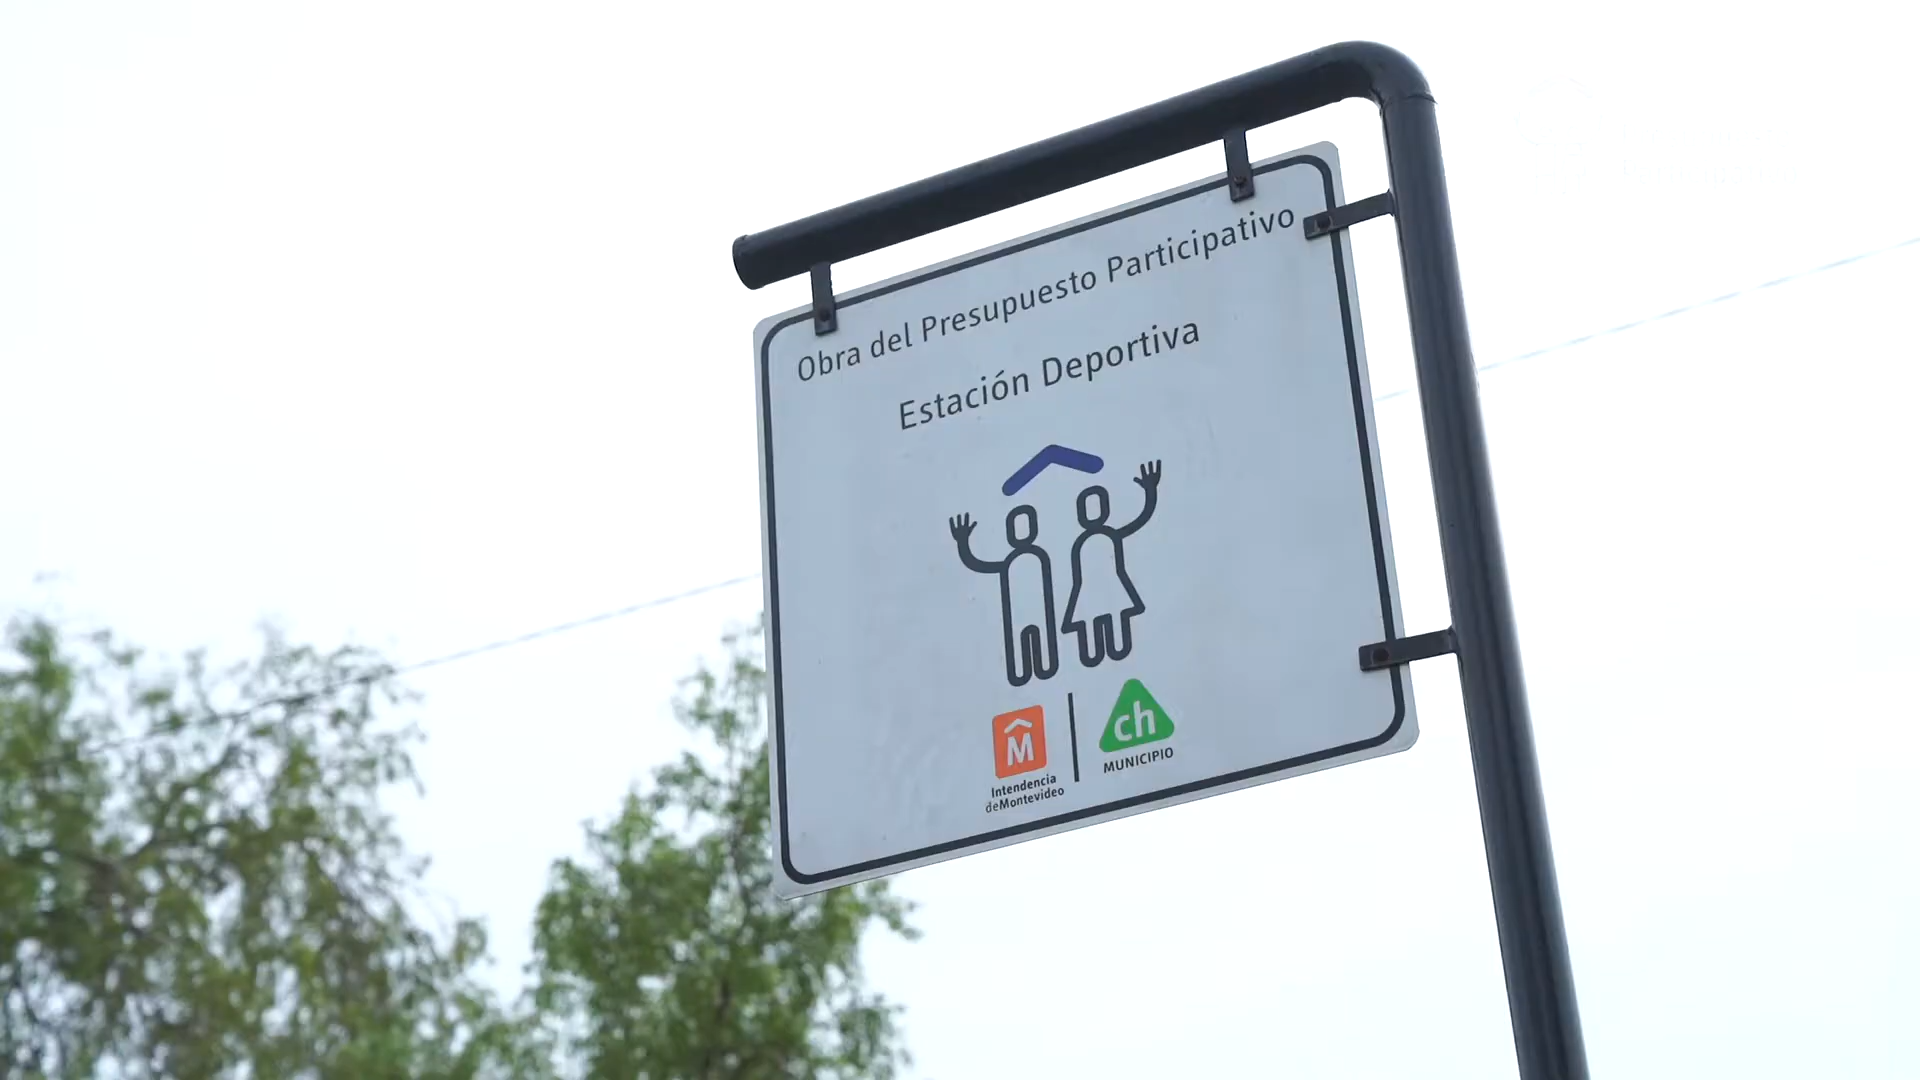 Obra del Presupuesto Participativo
Estación Deportiva
M
Intendencia
deMontevideo
ch
MUNICIPIO